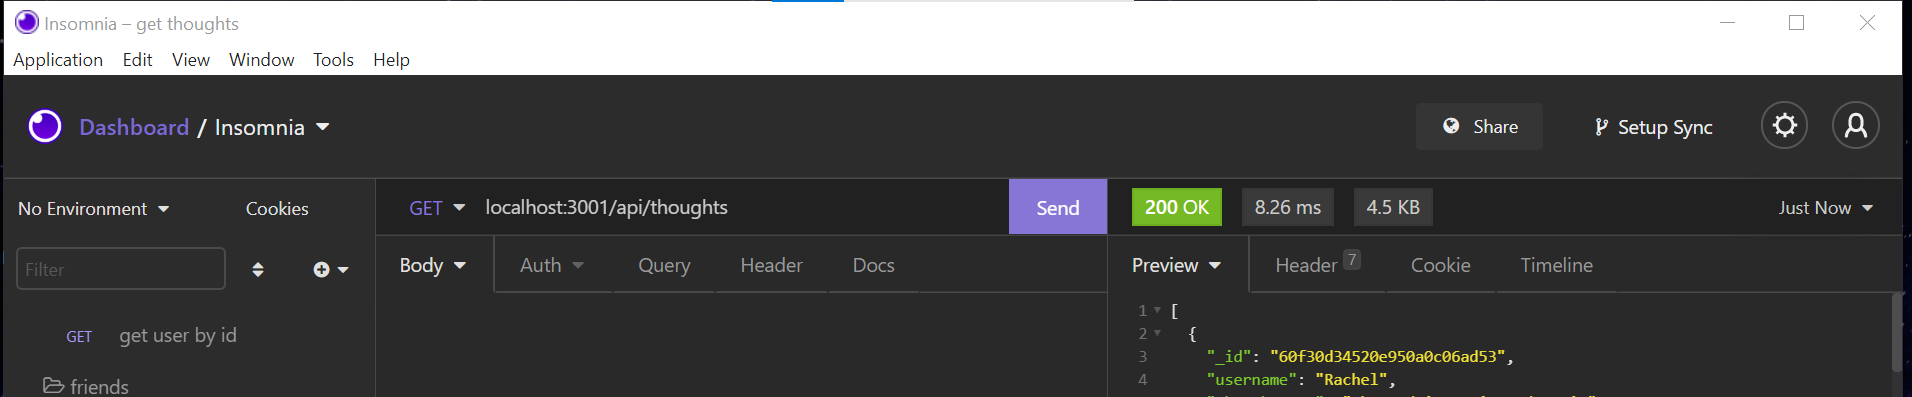 Insomnia – get thoughts
Application Edit View Window Tools Help
Dashboard / Insomnia
Share
Setup Sync
No Environment
Cookies
GET localhost:3001/api/thoughts
Send
200 OK 8.26 ms 4.5 KB
Just Now
Filter
Body Auth Query Header Docs
Preview Header 7 Cookie Timeline
GET get user by id
friends
1 [
2 {
3 "_id": "60f30d34520e950a0c06ad53",
4 "username": "Rachel",